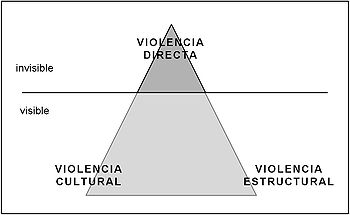 VIOLENCIA
DIRECTA
invisible
visible
VIOLENCIA
CULTURAL
VIOLENCIA
ESTRUCTURAL